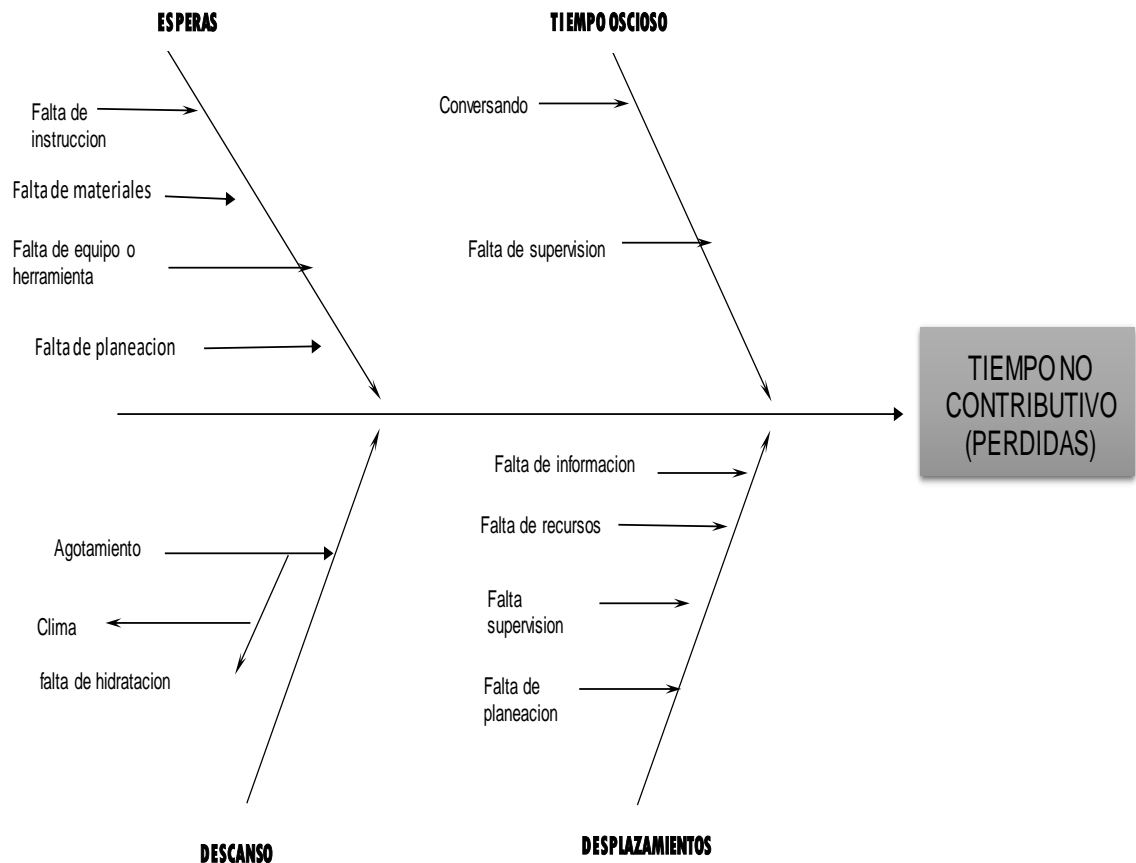 ESPERAS
TIEMPO OSCIOSO
Falta de
instruccion
Conversando
Falta de materiales
Falta de equipo o
herramienta
Falta de supervision
Falta de planeacion
TIEMPO NO
CONTRIBUTIVO
(PERDIDAS)
Falta de informacion
Falta de recursos
Agotamiento
Falta
supervision
Clima
falta de hidratacion
Falta de
planeacion
DESCANSO
DESPLAZAMIENTOS